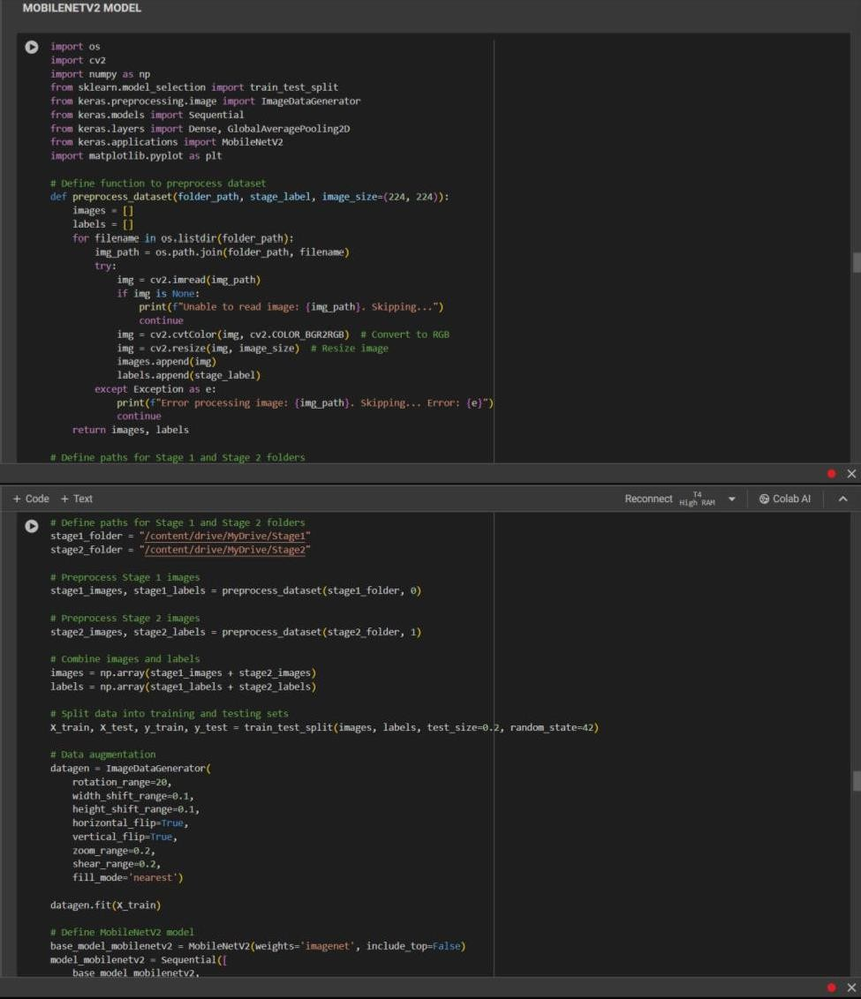 MOBILENETV2 MODEL
import os
import cv2
import numpy as np
from sklearn.model_selection import train_test_split
from keras.preprocessing.image import ImageDataGenerator
from keras.models import Sequential
from keras.layers import Dense, GlobalAveragePooling2D
from keras.applications import MobileNetV2
import matplotlib.pyplot as plt
# Define function to preprocess dataset
def preprocess_dataset(folder_path, stage_label, image_size=(224, 224)):
    images = []
    labels = []
    for filename in os.listdir(folder_path):
        img_path = os.path.join(folder_path, filename)
        try:
            img = cv2.imread(img_path)
            if img is None:
                print(f"Unable to read image: {img_path}. Skipping...")
                continue
            img = cv2.cvtColor(img, cv2.COLOR_BGR2RGB)  # Convert to RGB
            img = cv2.resize(img, image_size)  # Resize image
            images.append(img)
            labels.append(stage_label)
        except Exception as e:
            print(f"Error processing image: {img_path}. Skipping... Error: {e}")
            continue
    return images, labels
# Define paths for Stage 1 and Stage 2 folders
+ Code + Text Reconnect T4 High RAM Colab AI
# Define paths for Stage 1 and Stage 2 folders
stage1_folder = "/content/drive/MyDrive/Stage1"
stage2_folder = "/content/drive/MyDrive/Stage2"
# Preprocess Stage 1 images
stage1_images, stage1_labels = preprocess_dataset(stage1_folder, 0)
# Preprocess Stage 2 images
stage2_images, stage2_labels = preprocess_dataset(stage2_folder, 1)
# Combine images and labels
images = np.array(stage1_images + stage2_images)
labels = np.array(stage1_labels + stage2_labels)
# Split data into training and testing sets
X_train, X_test, y_train, y_test = train_test_split(images, labels, test_size=0.2, random_state=42)
# Data augmentation
datagen = ImageDataGenerator(
    rotation_range=20,
    width_shift_range=0.1,
    height_shift_range=0.1,
    horizontal_flip=True,
    vertical_flip=True,
    zoom_range=0.2,
    shear_range=0.2,
    fill_mode='nearest')
datagen.fit(X_train)
# Define MobileNetV2 model
base_model_mobilenetv2 = MobileNetV2(weights='imagenet', include_top=False)
model_mobilenetv2 = Sequential([
    base_model_mobilenetv2,